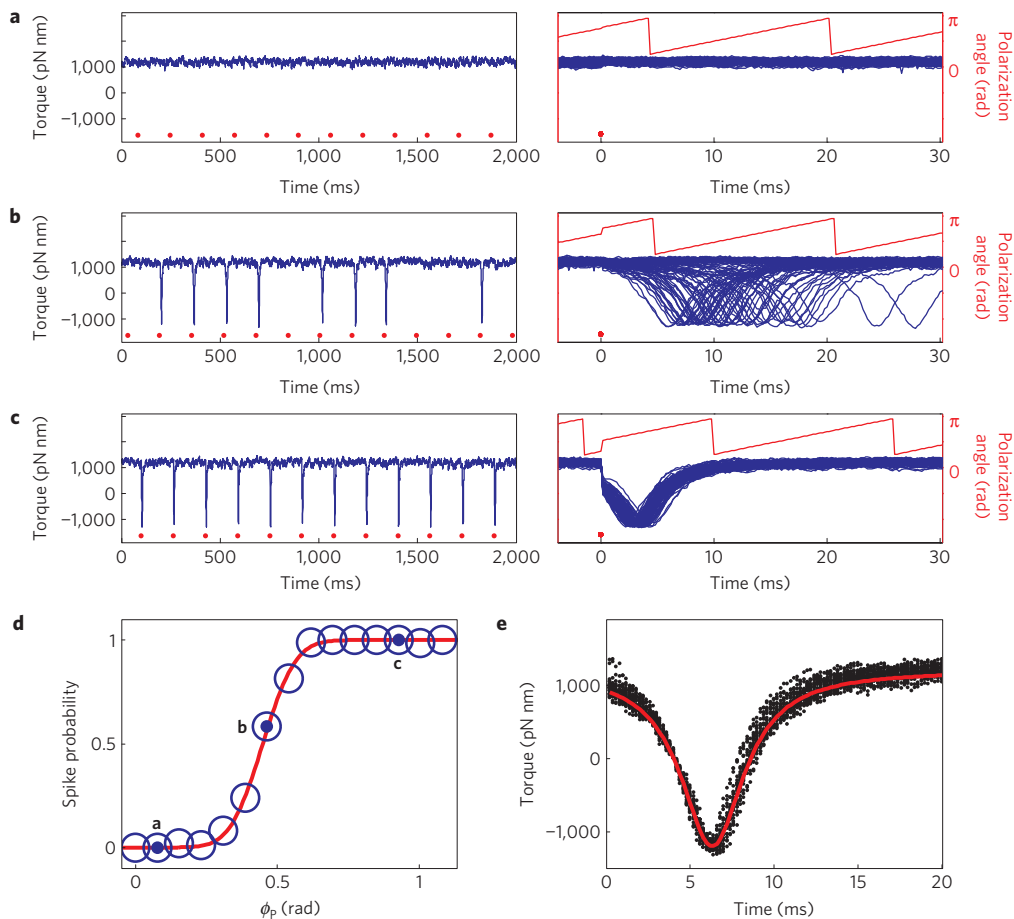 a
Torque (pN nm)
1,000
0
−1,000
0 500 1,000 1,500 2,000
Time (ms)
0 10 20 30
Time (ms)
π
0
Polarization
angle (rad)
b
Torque (pN nm)
1,000
0
−1,000
0 500 1,000 1,500 2,000
Time (ms)
0 10 20 30
Time (ms)
π
0
Polarization
angle (rad)
c
Torque (pN nm)
1,000
0
−1,000
0 500 1,000 1,500 2,000
Time (ms)
0 10 20 30
Time (ms)
π
0
Polarization
angle (rad)
d
Spike probability
1
0.5
0
a
b
c
0 0.5 1
ϕP (rad)
e
Torque (pN nm)
1,000
0
−1,000
0 5 10 15 20
Time (ms)